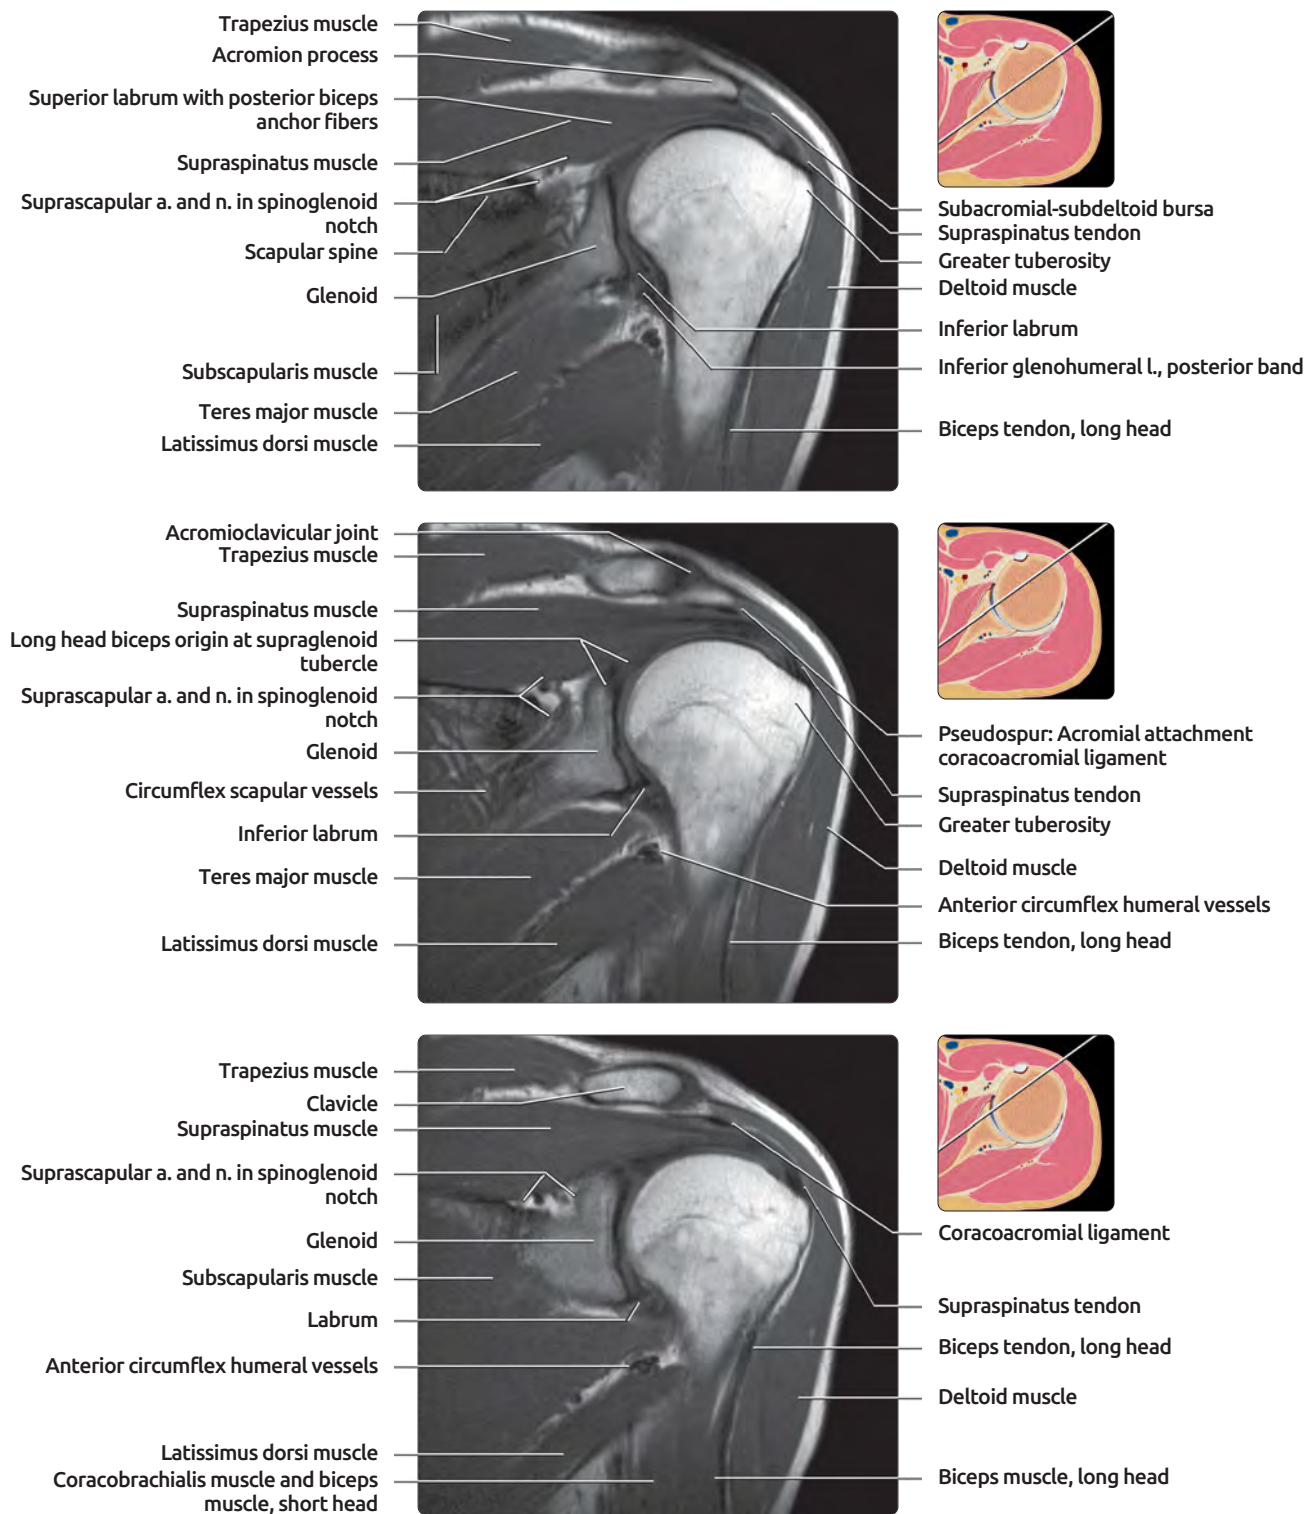 Trapezius muscle
Acromion process
Superior labrum with posterior biceps
anchor fibers
Supraspinatus muscle
Suprascapular a. and n. in spinoglenoid
notch
Scapular spine
Glenoid
Subscapularis muscle
Teres major muscle
Latissimus dorsi muscle
Subacromial-subdeltoid bursa
Supraspinatus tendon
Greater tuberosity
Deltoid muscle
Inferior labrum
Inferior glenohumeral l., posterior band
Biceps tendon, long head
Acromioclavicular joint
Trapezius muscle
Supraspinatus muscle
Long head biceps origin at supraglenoid
tubercle
Suprascapular a. and n. in spinoglenoid
notch
Glenoid
Circumflex scapular vessels
Inferior labrum
Teres major muscle
Latissimus dorsi muscle
Pseudospur: Acromial attachment
coracoacromial ligament
Supraspinatus tendon
Greater tuberosity
Deltoid muscle
Anterior circumflex humeral vessels
Biceps tendon, long head
Trapezius muscle
Clavicle
Supraspinatus muscle
Suprascapular a. and n. in spinoglenoid
notch
Glenoid
Subscapularis muscle
Labrum
Anterior circumflex humeral vessels
Latissimus dorsi muscle
Coracobrachialis muscle and biceps
muscle, short head
Coracoacromial ligament
Supraspinatus tendon
Biceps tendon, long head
Deltoid muscle
Biceps muscle, long head